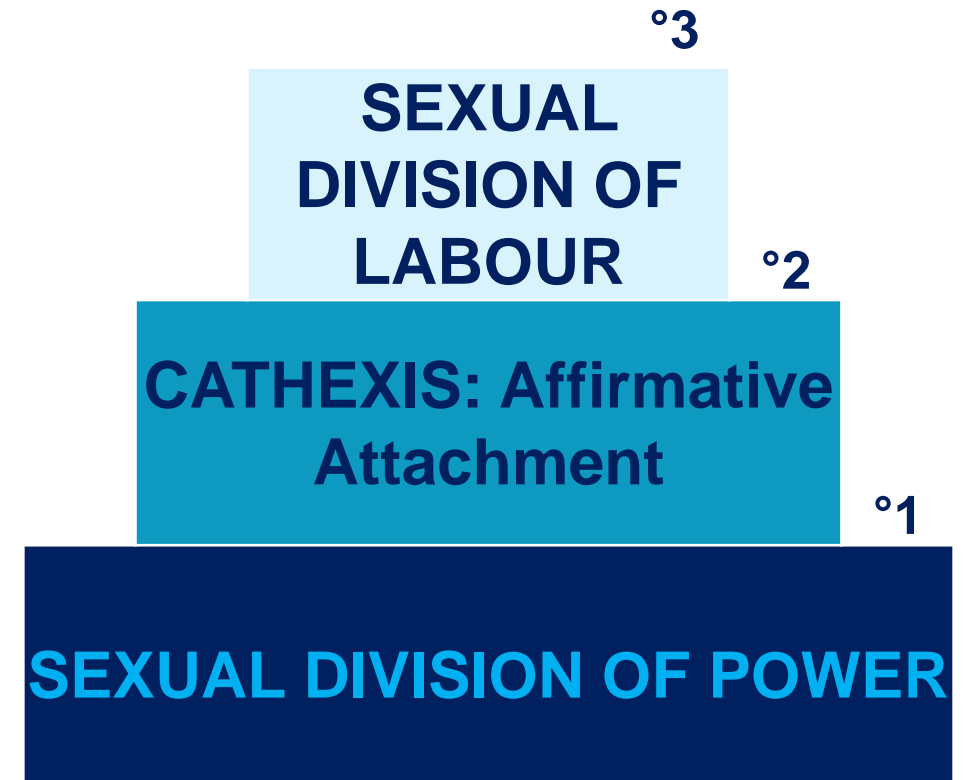 °3
SEXUAL
DIVISION OF
LABOUR
°2
CATHEXIS: Affirmative
Attachment
°1
SEXUAL DIVISION OF POWER